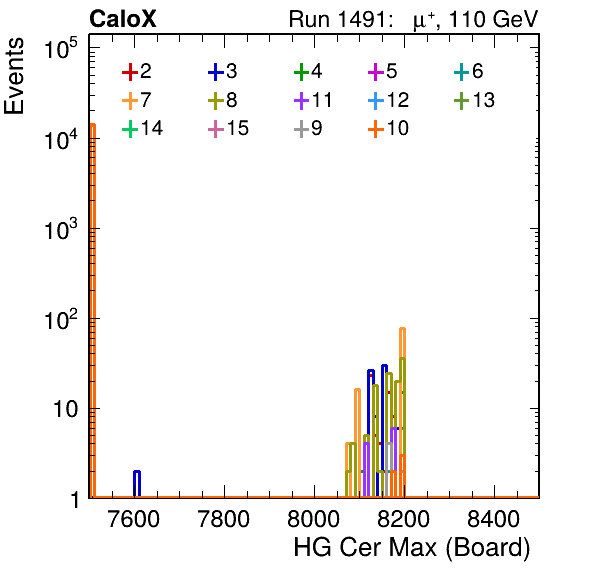 CaloX Run 1491: μ⁺, 110 GeV
Events
10⁵
10⁴
10³
10²
10
1
2 3 4 5 6
7 8 11 12 13
14 15 9 10
7600 7800 8000 8200 8400
HG Cer Max (Board)